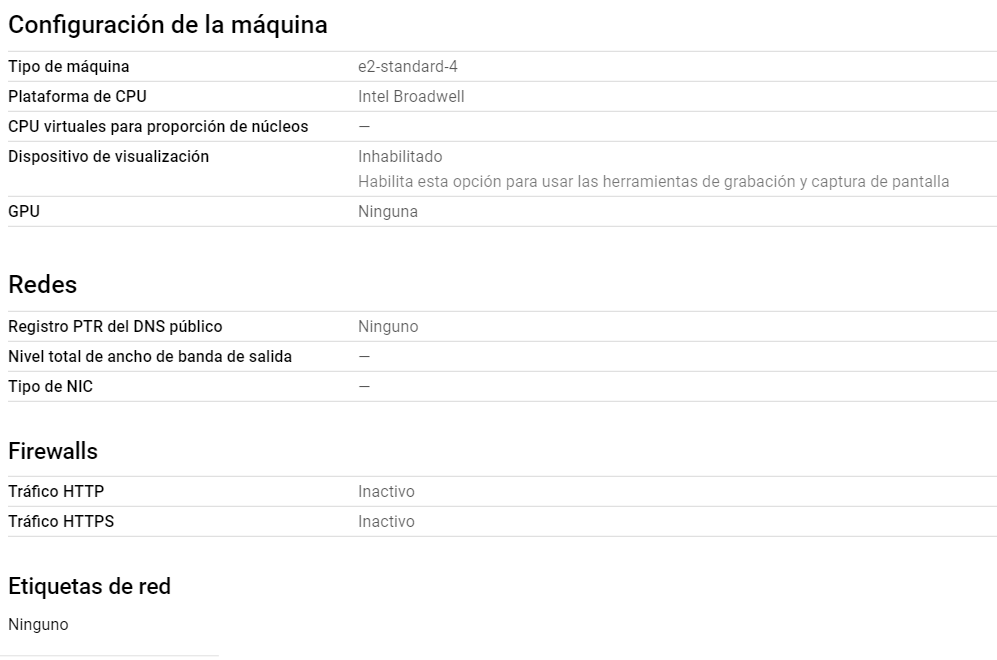 Configuración de la máquina
Tipo de máquina e2-standard-4
Plataforma de CPU Intel Broadwell
CPU virtuales para proporción de núcleos —
Dispositivo de visualización Inhabilitado
Habilita esta opción para usar las herramientas de grabación y captura de pantalla
GPU Ninguna
Redes
Registro PTR del DNS público Ninguno
Nivel total de ancho de banda de salida —
Tipo de NIC —
Firewalls
Tráfico HTTP Inactivo
Tráfico HTTPS Inactivo
Etiquetas de red
Ninguno